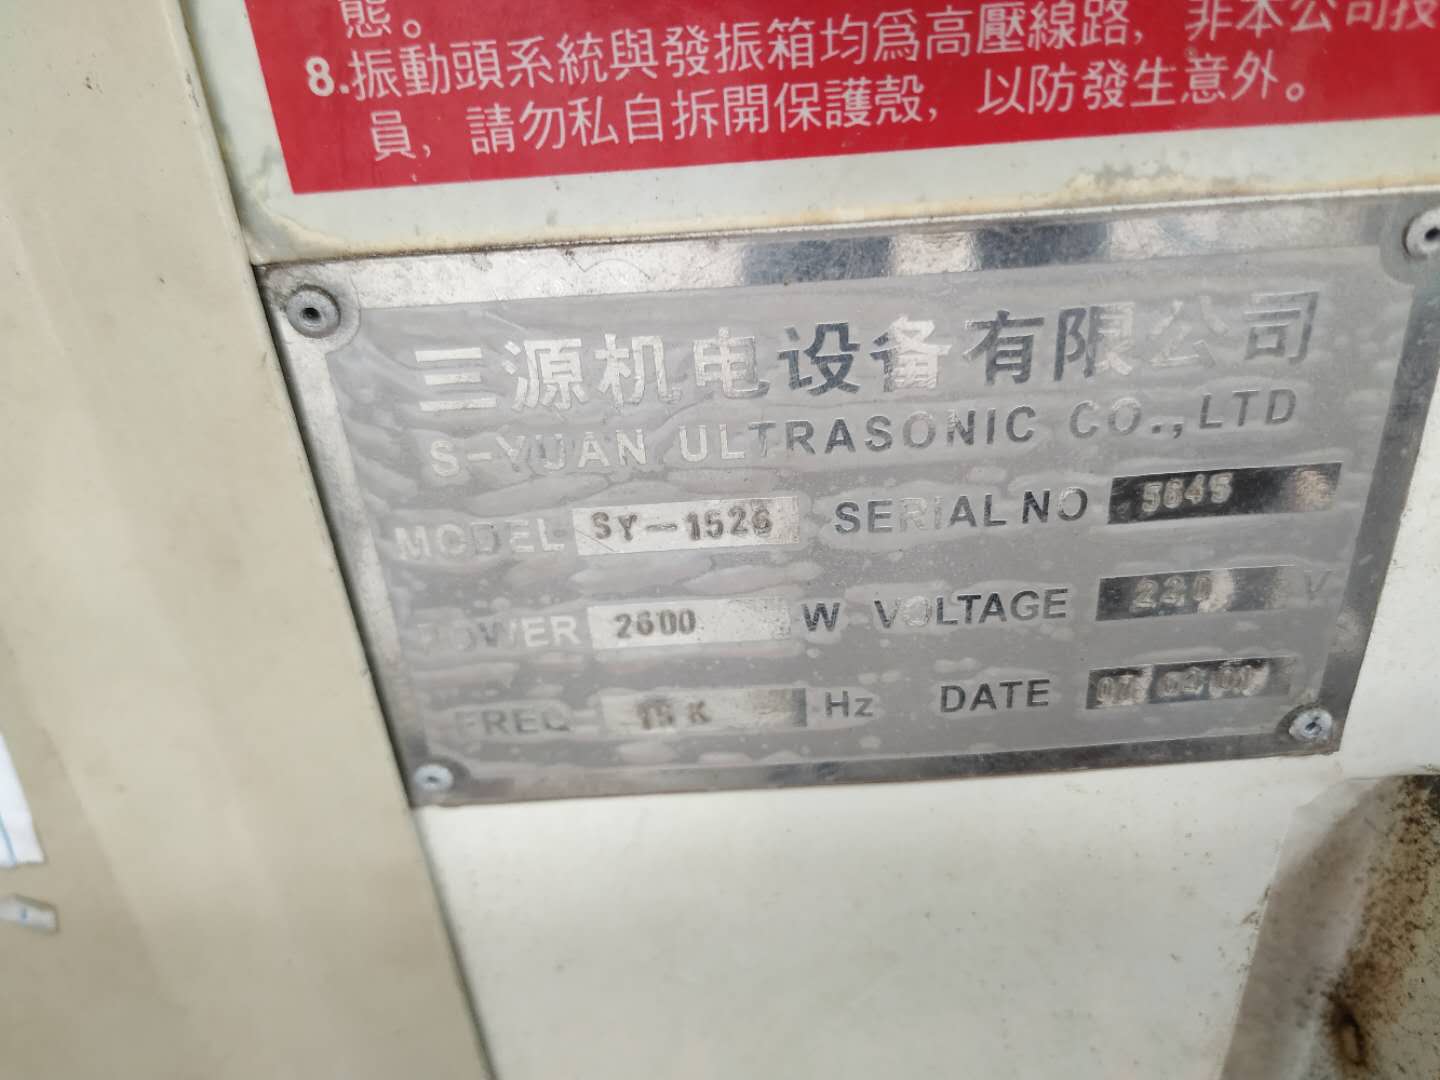 態。
8.振動頭系統與發振箱均爲高壓線路，非本公司技
員，請勿私自拆開保護殼，以防發生意外。
三源机电设备有限公司
S-YUAN ULTRASONIC CO.,LTD
MODEL SY-1526 SERIAL NO 5645
POWER 2600 W VOLTAGE 220 V
FREQ 15K Hz DATE